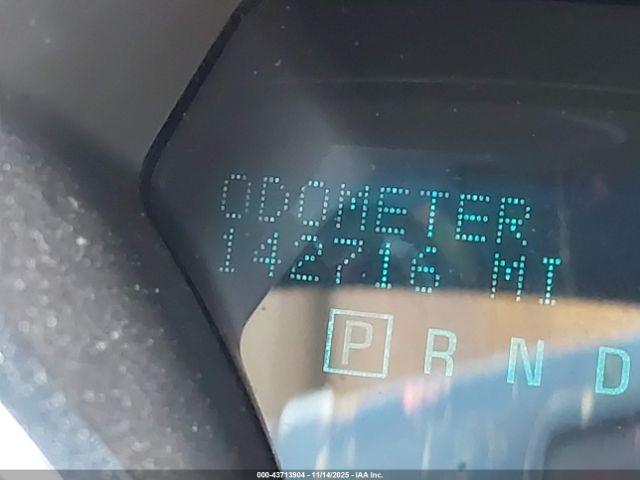 ODOMETER
142716 MI
P R N D
000-43713904 - 11/14/2025 - IAA Inc.